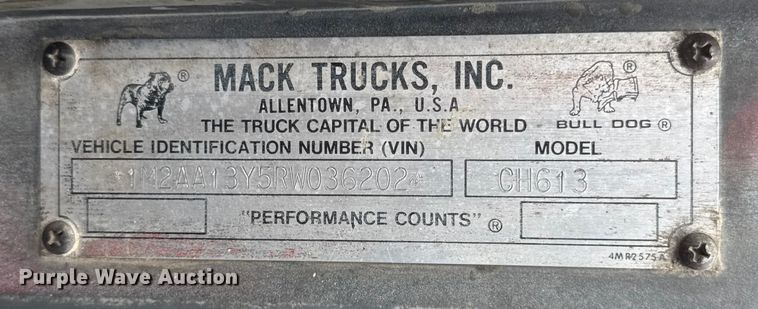 MACK TRUCKS, INC.
ALLENTOWN, PA., U.S.A
THE TRUCK CAPITAL OF THE WORLD - BULL DOG ®
VEHICLE IDENTIFICATION NUMBER (VIN) MODEL
*1M2AA13Y5RW036202* CH613
"PERFORMANCE COUNTS" ®
4MR2575A
Purple Wave Auction